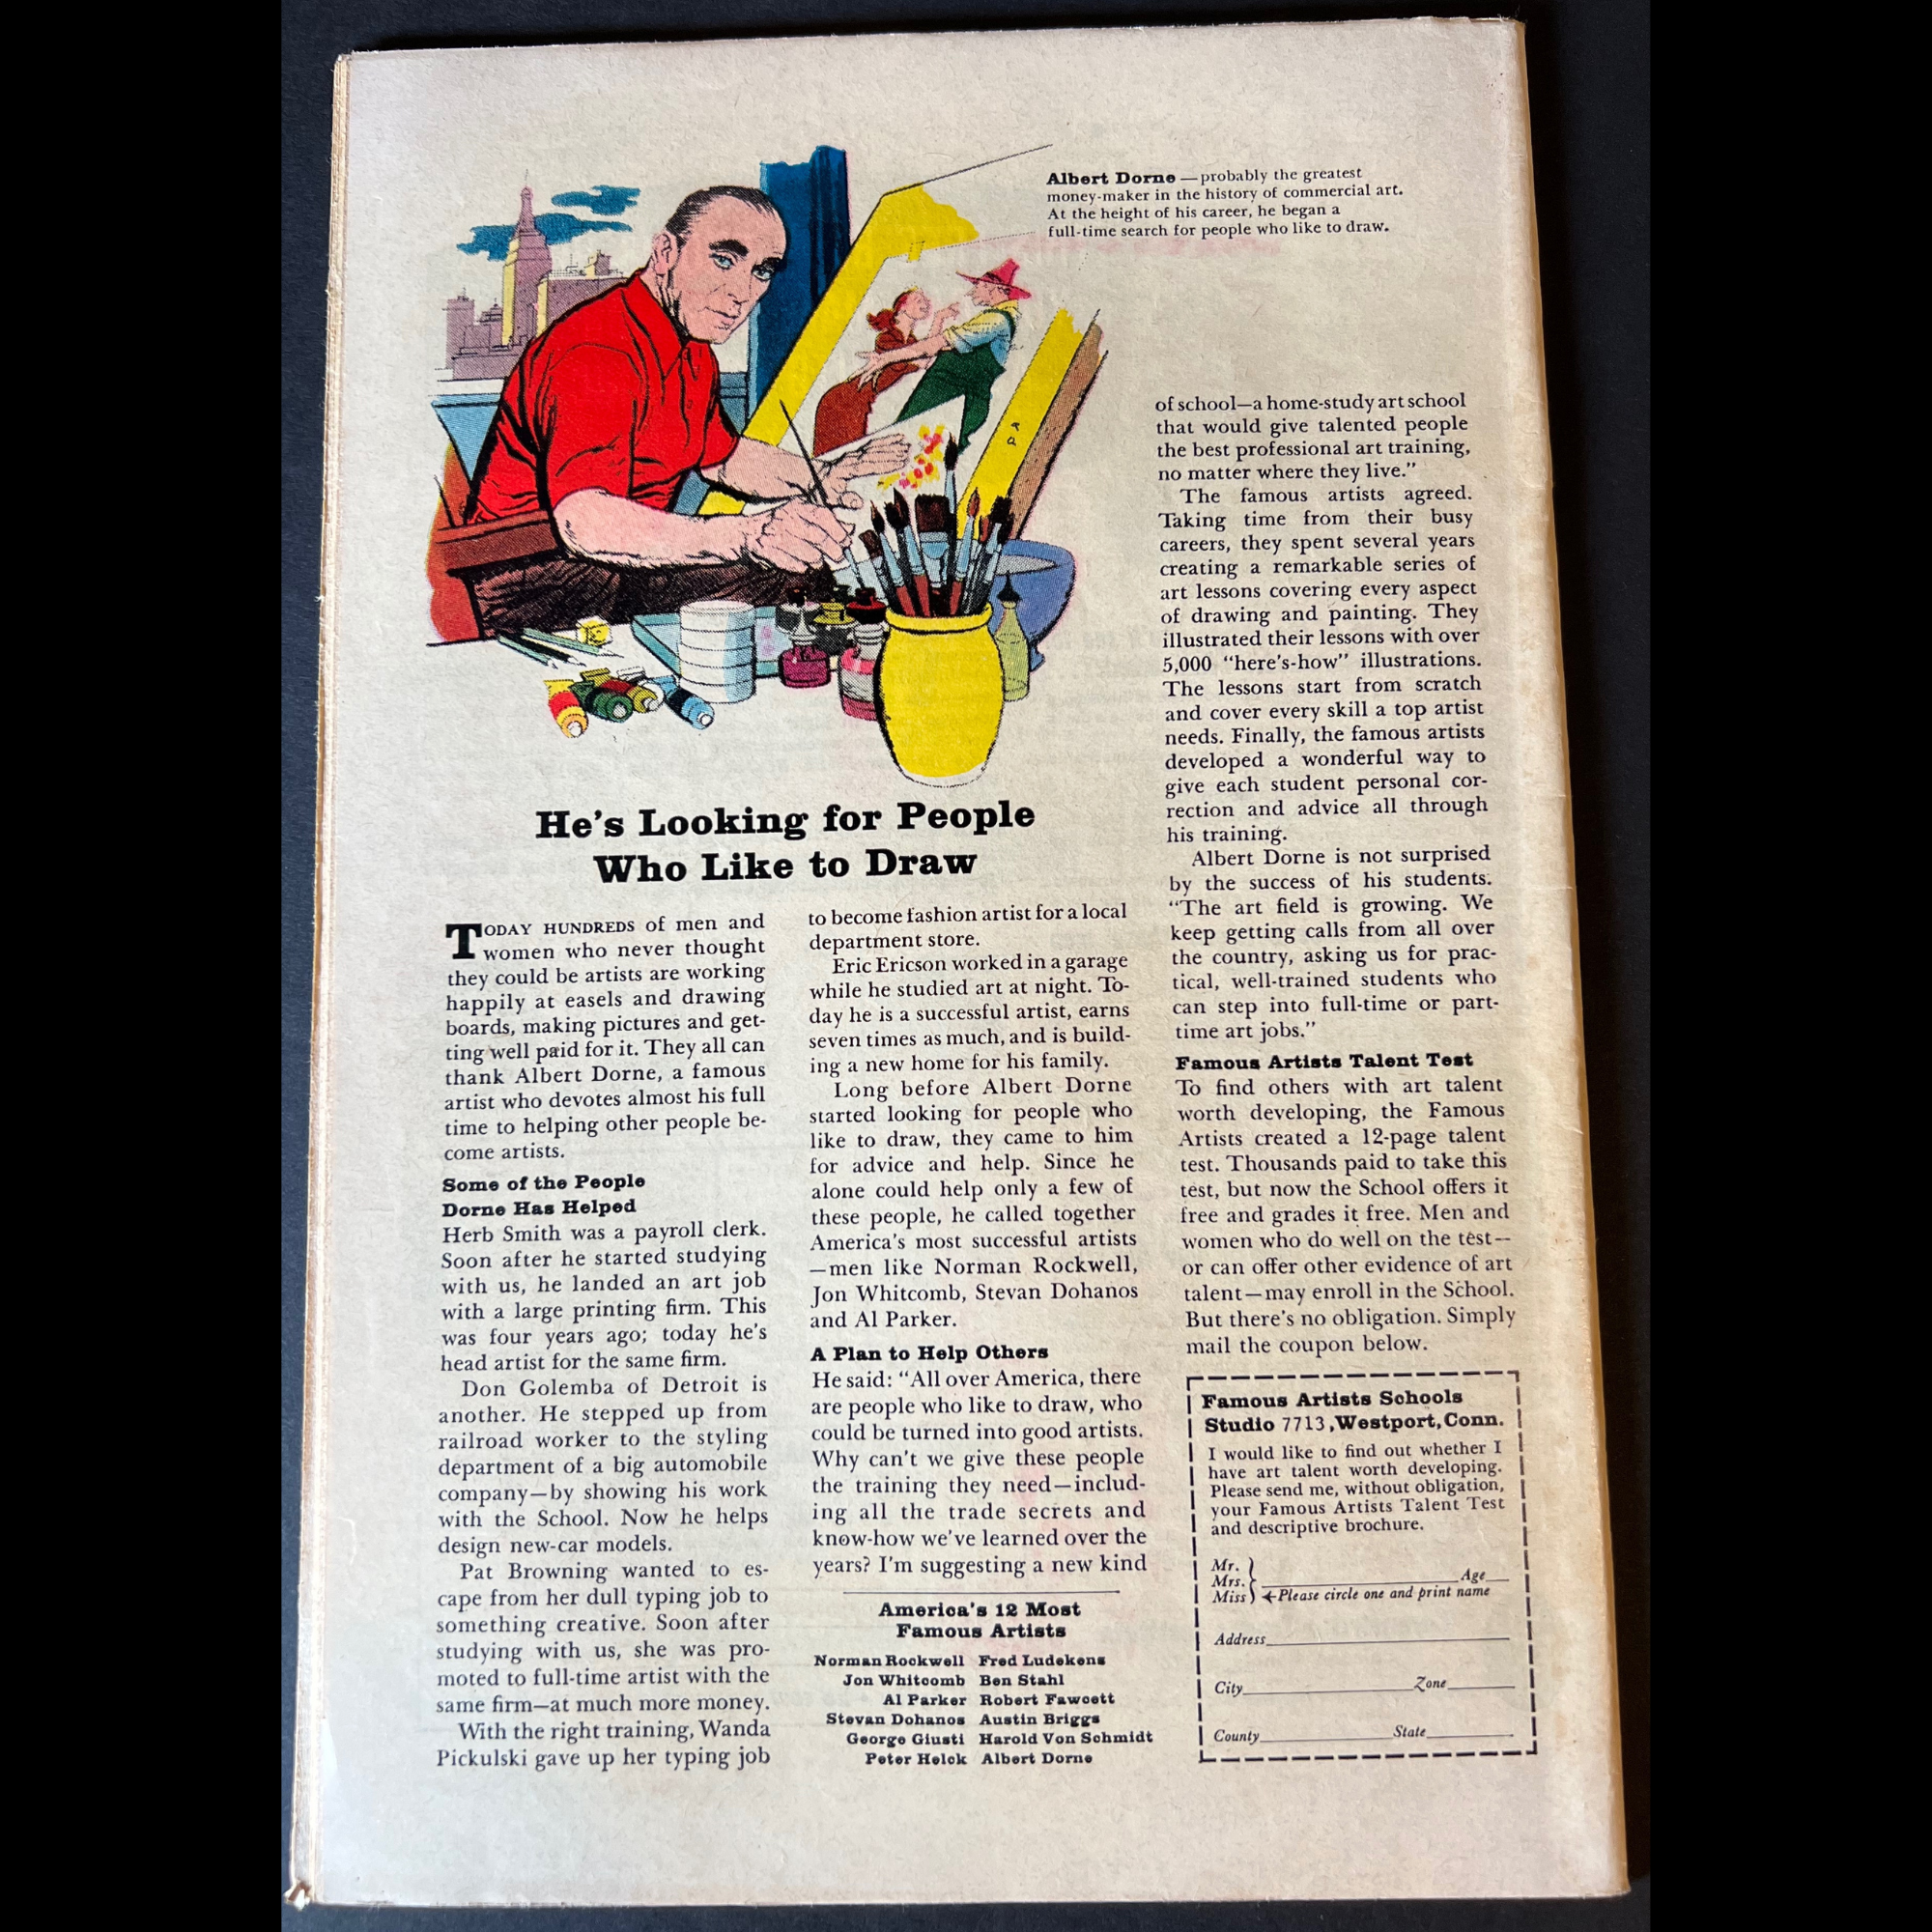 Albert Dorne — probably the greatest
money-maker in the history of commercial art.
At the height of his career, he began a
full-time search for people who like to draw.
He's Looking for People
Who Like to Draw
TODAY HUNDREDS of men and
women who never thought
they could be artists are working
happily at easels and drawing
boards, making pictures and get-
ting well paid for it. They all can
thank Albert Dorne, a famous
artist who devotes almost his full
time to helping other people be-
come artists.
Some of the People
Dorne Has Helped
Herb Smith was a payroll clerk.
Soon after he started studying
with us, he landed an art job
with a large printing firm. This
was four years ago; today he's
head artist for the same firm.
Don Golemba of Detroit is
another. He stepped up from
railroad worker to the styling
department of a big automobile
company—by showing his work
with the School. Now he helps
design new-car models.
Pat Browning wanted to es-
cape from her dull typing job to
something creative. Soon after
studying with us, she was pro-
moted to full-time artist with the
same firm—at much more money.
With the right training, Wanda
Pickulski gave up her typing job
to become fashion artist for a local
department store.
Eric Ericson worked in a garage
while he studied art at night. To-
day he is a successful artist, earns
seven times as much, and is build-
ing a new home for his family.
Long before Albert Dorne
started looking for people who
like to draw, they came to him
for advice and help. Since he
alone could help only a few of
these people, he called together
America's most successful artists
—men like Norman Rockwell,
Jon Whitcomb, Stevan Dohanos
and Al Parker.
A Plan to Help Others
He said: "All over America, there
are people who like to draw, who
could be turned into good artists.
Why can't we give these people
the training they need—includ-
ing all the trade secrets and
know-how we've learned over the
years? I'm suggesting a new kind
America's 12 Most
Famous Artists
Norman Rockwell Fred Ludekens
Jon Whitcomb Ben Stahl
Al Parker Robert Fawcett
Stevan Dohanos Austin Briggs
George Giusti Harold Von Schmidt
Peter Helck Albert Dorne
of school—a home-study art school
that would give talented people
the best professional art training,
no matter where they live."
The famous artists agreed.
Taking time from their busy
careers, they spent several years
creating a remarkable series of
art lessons covering every aspect
of drawing and painting. They
illustrated their lessons with over
5,000 "here's-how" illustrations.
The lessons start from scratch
and cover every skill a top artist
needs. Finally, the famous artists
developed a wonderful way to
give each student personal cor-
rection and advice all through
his training.
Albert Dorne is not surprised
by the success of his students.
"The art field is growing. We
keep getting calls from all over
the country, asking us for prac-
tical, well-trained students who
can step into full-time or part-
time art jobs."
Famous Artists Talent Test
To find others with art talent
worth developing, the Famous
Artists created a 12-page talent
test. Thousands paid to take this
test, but now the School offers it
free and grades it free. Men and
women who do well on the test—
or can offer other evidence of art
talent—may enroll in the School.
But there's no obligation. Simply
mail the coupon below.
Famous Artists Schools
Studio 7713, Westport, Conn.
I would like to find out whether I
have art talent worth developing.
Please send me, without obligation,
your Famous Artists Talent Test
and descriptive brochure.
Mr.
Mrs. Age
Miss Please circle one and print name
Address
City Zone
County State